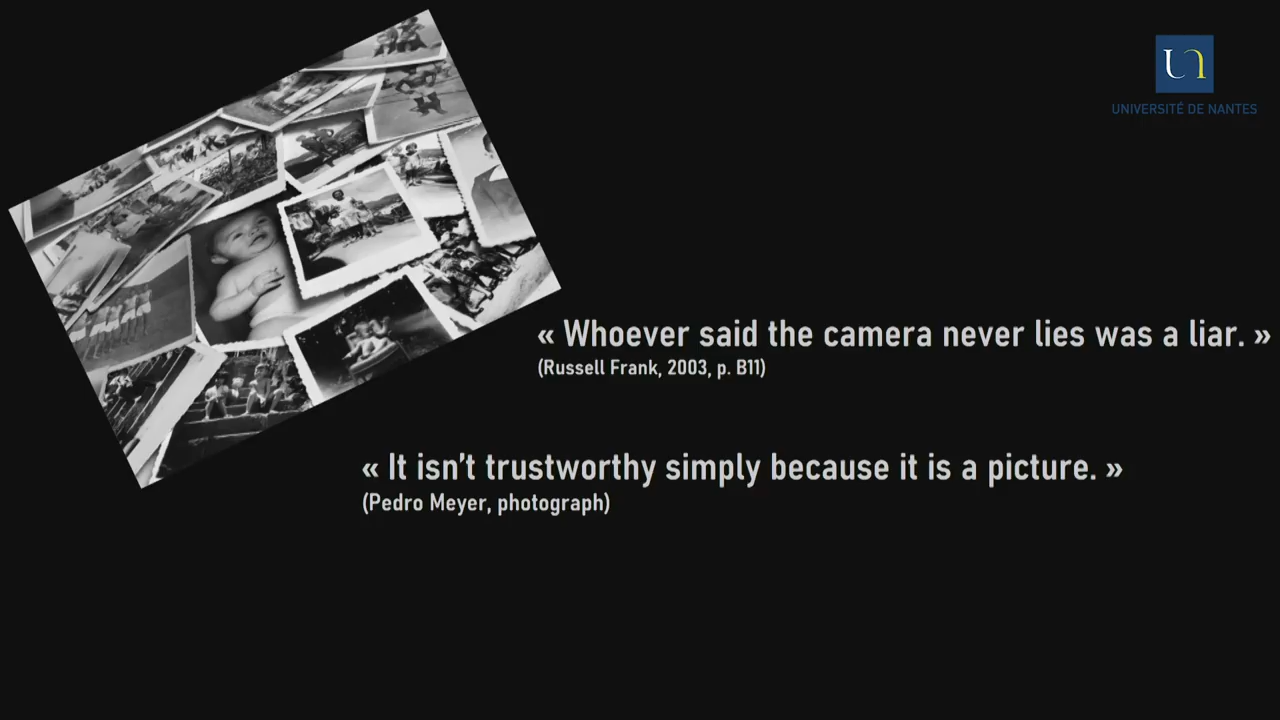 UN
UNIVERSITÉ DE NANTES
« Whoever said the camera never lies was a liar. »
(Russell Frank, 2003, p. B11)
« It isn’t trustworthy simply because it is a picture. »
(Pedro Meyer, photograph)